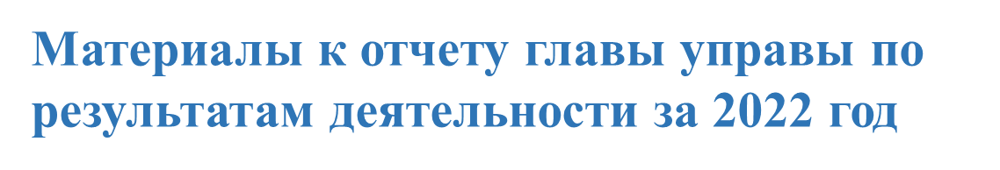 Материалы к отчету главы управы по
результатам деятельности за 2022 год